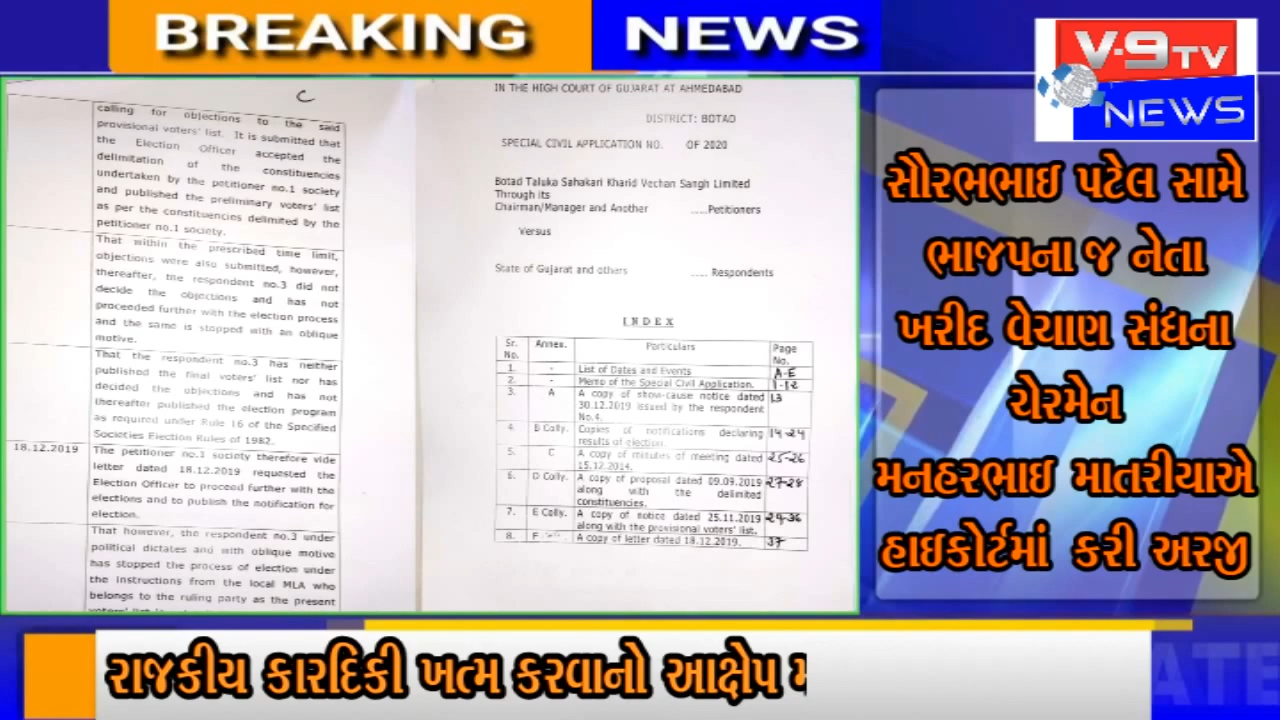 BREAKING NEWS
V-9 TV
NEWS
C
calling for objections to the said
provisional voters' list. It is submitted that
the Election Officer accepted the
delimitation of the constituencies
undertaken by the petitioner no.1 society
and published the preliminary voters' list
as per the constituencies delimited by the
petitioner no.1 society.
That within the prescribed time limit,
objections were also submitted, however,
thereafter, the respondent no.3 did not
decide the objections and has not
proceeded further with the election process
and the same is stopped with an oblique
motive.
That the respondent no.3 has neither
published the final voters' list nor has
decided the objections and has not
thereafter published the election program
as required under Rule 16 of the Specified
Societies Election Rules of 1982.
18.12.2019 The petitioner no.1 society therefore vide
letter dated 18.12.2019 requested the
Election Officer to proceed further with the
elections and to publish the notification for
election.
That however, the respondent no.3 under
political dictates and with oblique motive
has stopped the process of election under
the instructions from the local MLA who
belongs to the ruling party as the present
voters' list
IN THE HIGH COURT OF GUJARAT AT AHMEDABAD
DISTRICT: BOTAD
SPECIAL CIVIL APPLICATION NO. OF 2020
Botad Taluka Sahakari Kharid Vechan Sangh Limited
Through its
Chairman/Manager and Another .....Petitioners
Versus
State of Gujarat and others ..... Respondents
INDEX
Sr. No. Annex. Particulars Page No.
1. - List of Dates and Events A-E
2. - Memo of the Special Civil Application. 1-12
3. A A copy of show-cause notice dated 13
30.12.2019 issued by the respondent
No.4.
4. B Colly. Copies of notifications declaring 14-24
results of election.
5. C A copy of minutes of meeting dated 25-26
15.12.2014.
6. D Colly. A copy of proposal dated 09.09.2019 27-28
along with the delimited
constituencies.
7. E Colly. A copy of notice dated 25.11.2019 29-36
along with the provisional voters' list.
8. F A copy of letter dated 18.12.2019. 37
સૌરભભાઇ પટેલ સામે
ભાજપના જ નેતા
ખરીદ વેચાણ સંઘના
ચેરમેન
મનહરભાઇ માતરીયાએ
હાઇકોર્ટમાં કરી અરજી
રાજકીય કારદિકી ખત્મ કરવાનો આક્ષેપ